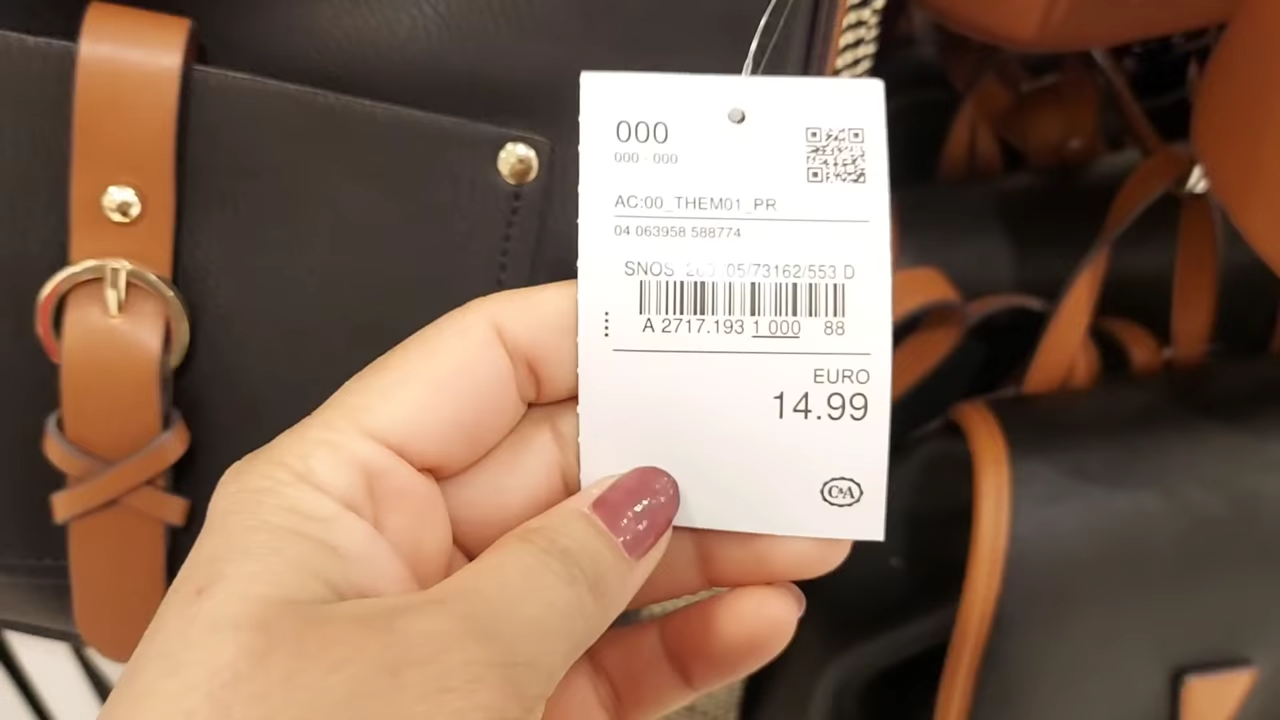 000
000 - 000
AC:00_THEM01_PR
04 063958 588774
SNOS 05/73162/553 D
A 2717.193 1 000 88
EURO
14.99
C&A